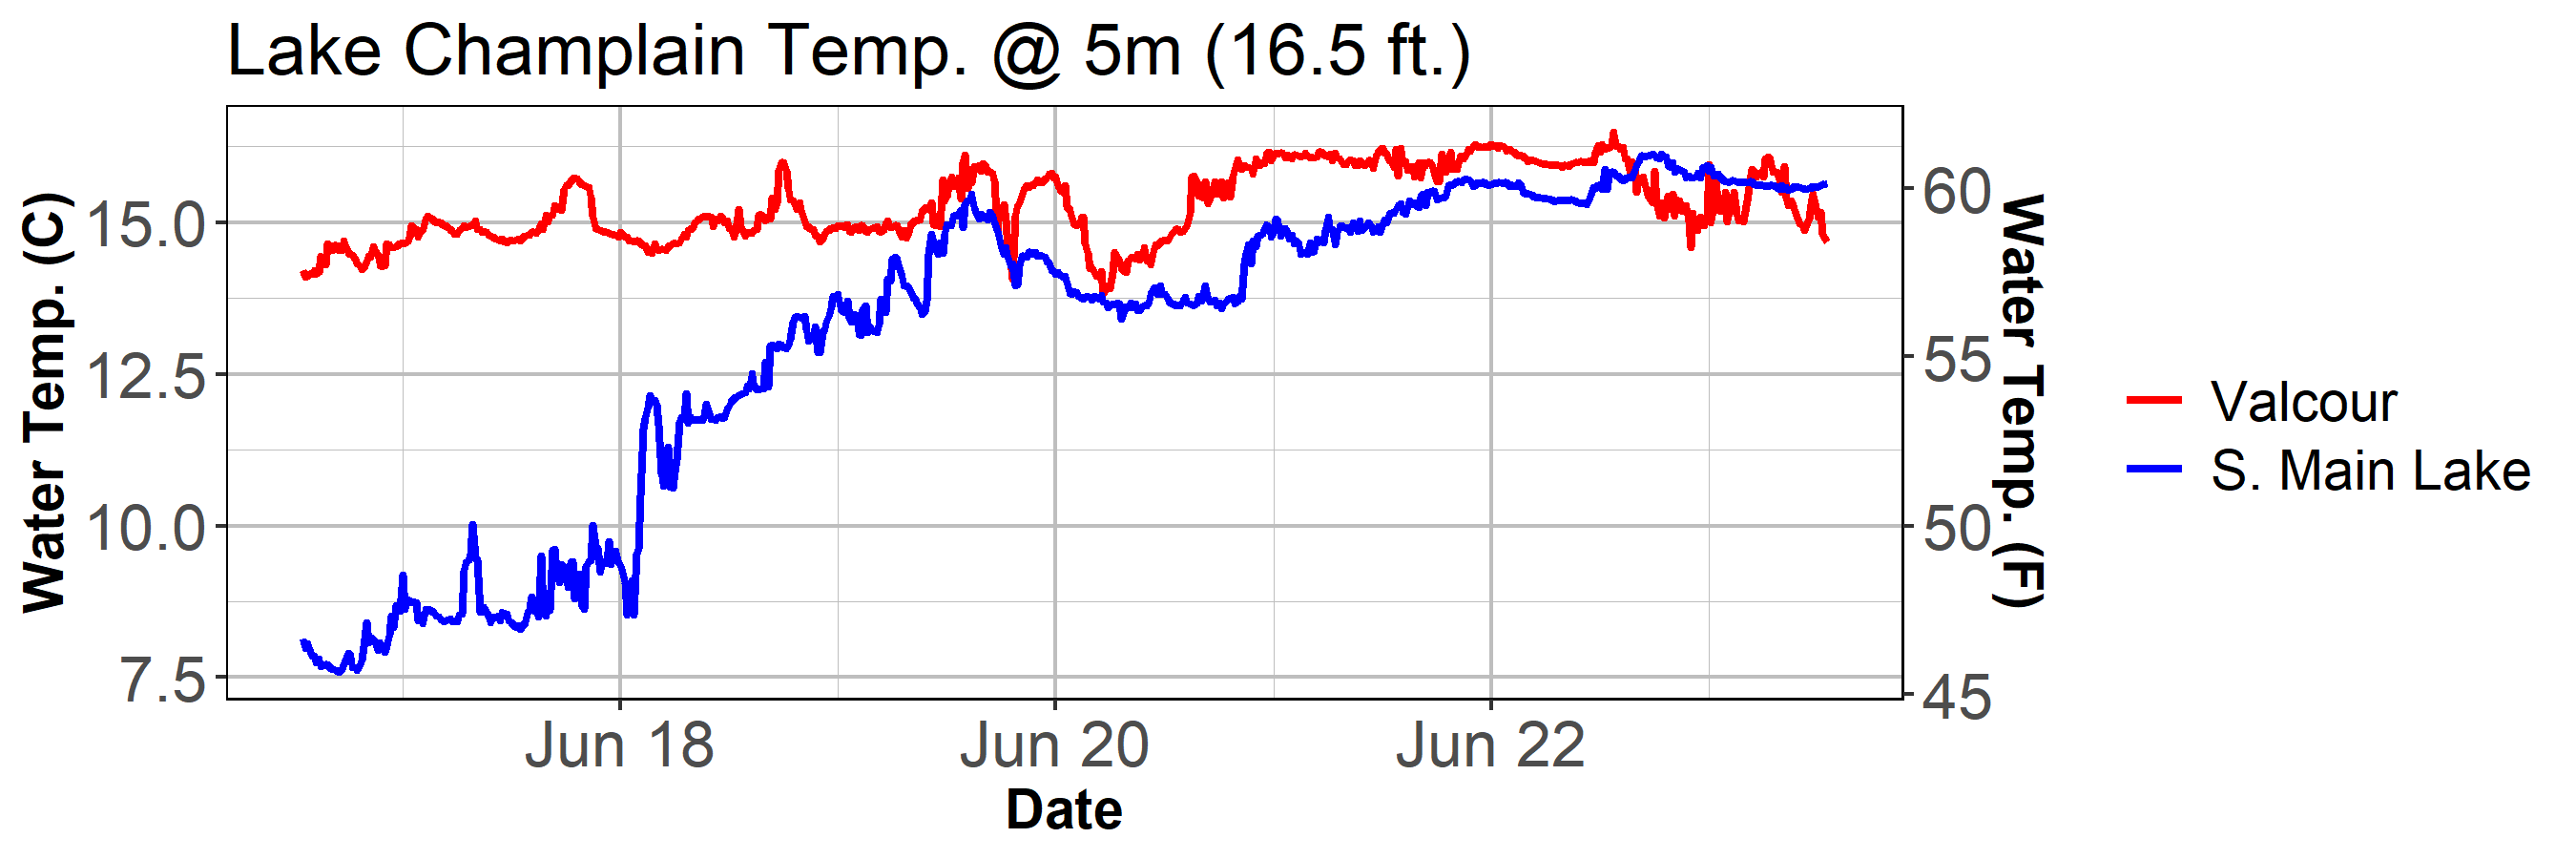 Lake Champlain Temp. @ 5m (16.5 ft.)
Water Temp. (C)
15.0
12.5
10.0
7.5
60
55
50
45
Water Temp. (F)
Jun 18
Jun 20
Jun 22
Date
Valcour
S. Main Lake